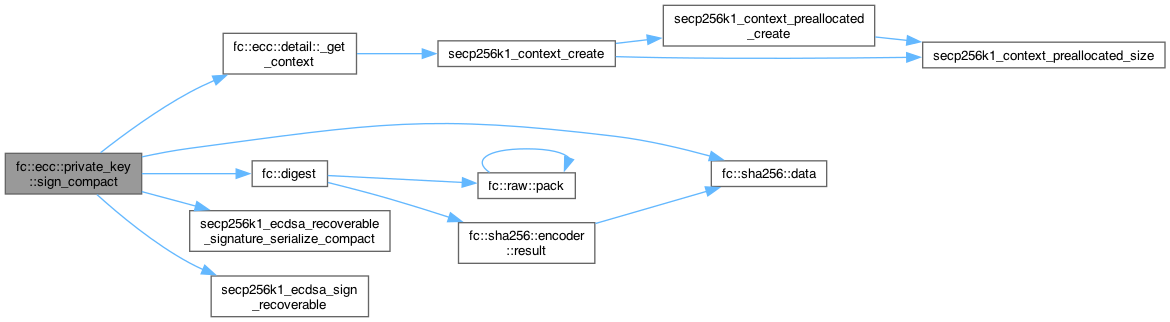 fc::ecc::private_key
::sign_compact
fc::ecc::detail::_get
_context
secp256k1_context_create
secp256k1_context_preallocated
_create
secp256k1_context_preallocated_size
fc::digest
fc::raw::pack
fc::sha256::data
fc::sha256::encoder
::result
secp256k1_ecdsa_recoverable
_signature_serialize_compact
secp256k1_ecdsa_sign
_recoverable